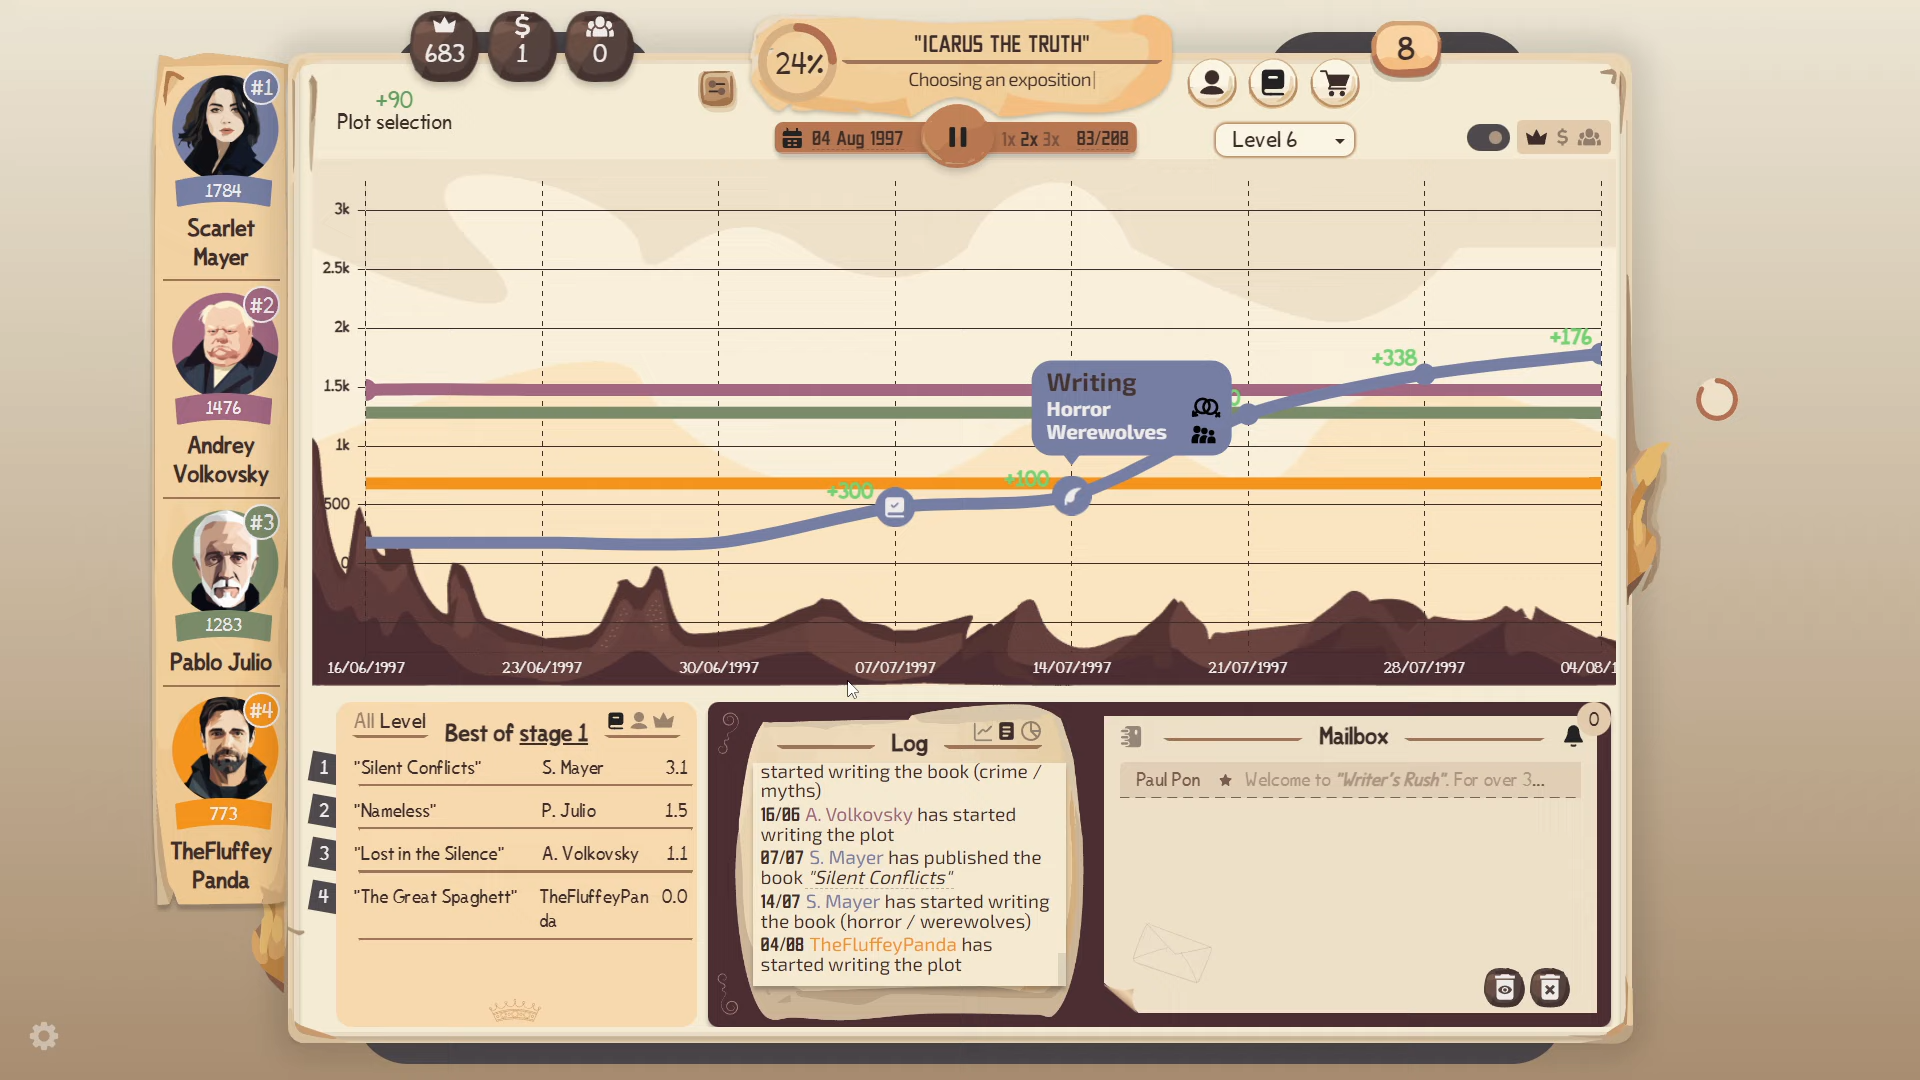 683
$
1
0
24%
"ICARUS THE TRUTH"
Choosing an exposition
8
+90
Plot selection
04 Aug 1997
1x 2x 3x
83/208
Level 6
$
#1
1784
Scarlet
Mayer
#2
1476
Andrey
Volkovsky
#3
1283
Pablo Julio
#4
773
TheFluffey
Panda
3k
2.5k
2k
1.5k
1k
500
0
+300
+100
0
+338
+176
Writing
Horror
Werewolves
16/06/1997
23/06/1997
30/06/1997
07/07/1997
14/07/1997
21/07/1997
28/07/1997
04/08/1
All Level
Best of stage 1
1 "Silent Conflicts" S. Mayer 3.1
2 "Nameless" P. Julio 1.5
3 "Lost in the Silence" A. Volkovsky 1.1
4 "The Great Spaghett" TheFluffeyPan 0.0
da
Log
started writing the book (crime /
myths)
16/06 A. Volkovsky has started
writing the plot
07/07 S. Mayer has published the
book "Silent Conflicts"
14/07 S. Mayer has started writing
the book (horror / werewolves)
04/08 TheFluffeyPanda has
started writing the plot
Mailbox
0
Paul Pon ★ Welcome to "Writer's Rush". For over 3...